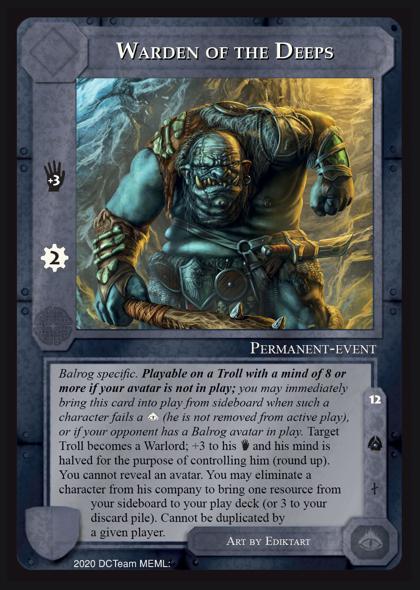 Warden of the Deeps
+3
2
Permanent-event
Balrog specific. Playable on a Troll with a mind of 8 or
more if your avatar is not in play; you may immediately
bring this card into play from sideboard when such a
character fails a (he is not removed from active play),
or if your opponent has a Balrog avatar in play. Target
Troll becomes a Warlord; +3 to his and his mind is
halved for the purpose of controlling him (round up).
You cannot reveal an avatar. You may eliminate a
character from his company to bring one resource from
your sideboard to your play deck (or 3 to your
discard pile). Cannot be duplicated by
a given player.
12
Art by Ediktart
2020 DCTeam MEML: